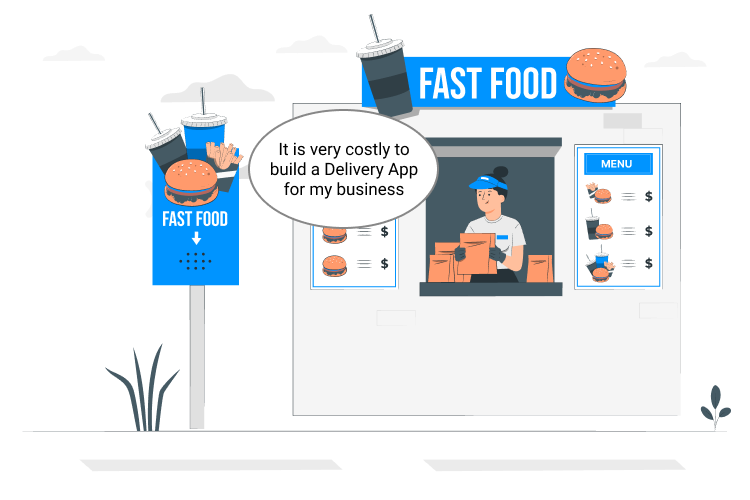 FAST FOOD
It is very costly to
build a Delivery App
for my business
MENU
$
$
$
FAST FOOD
$
$